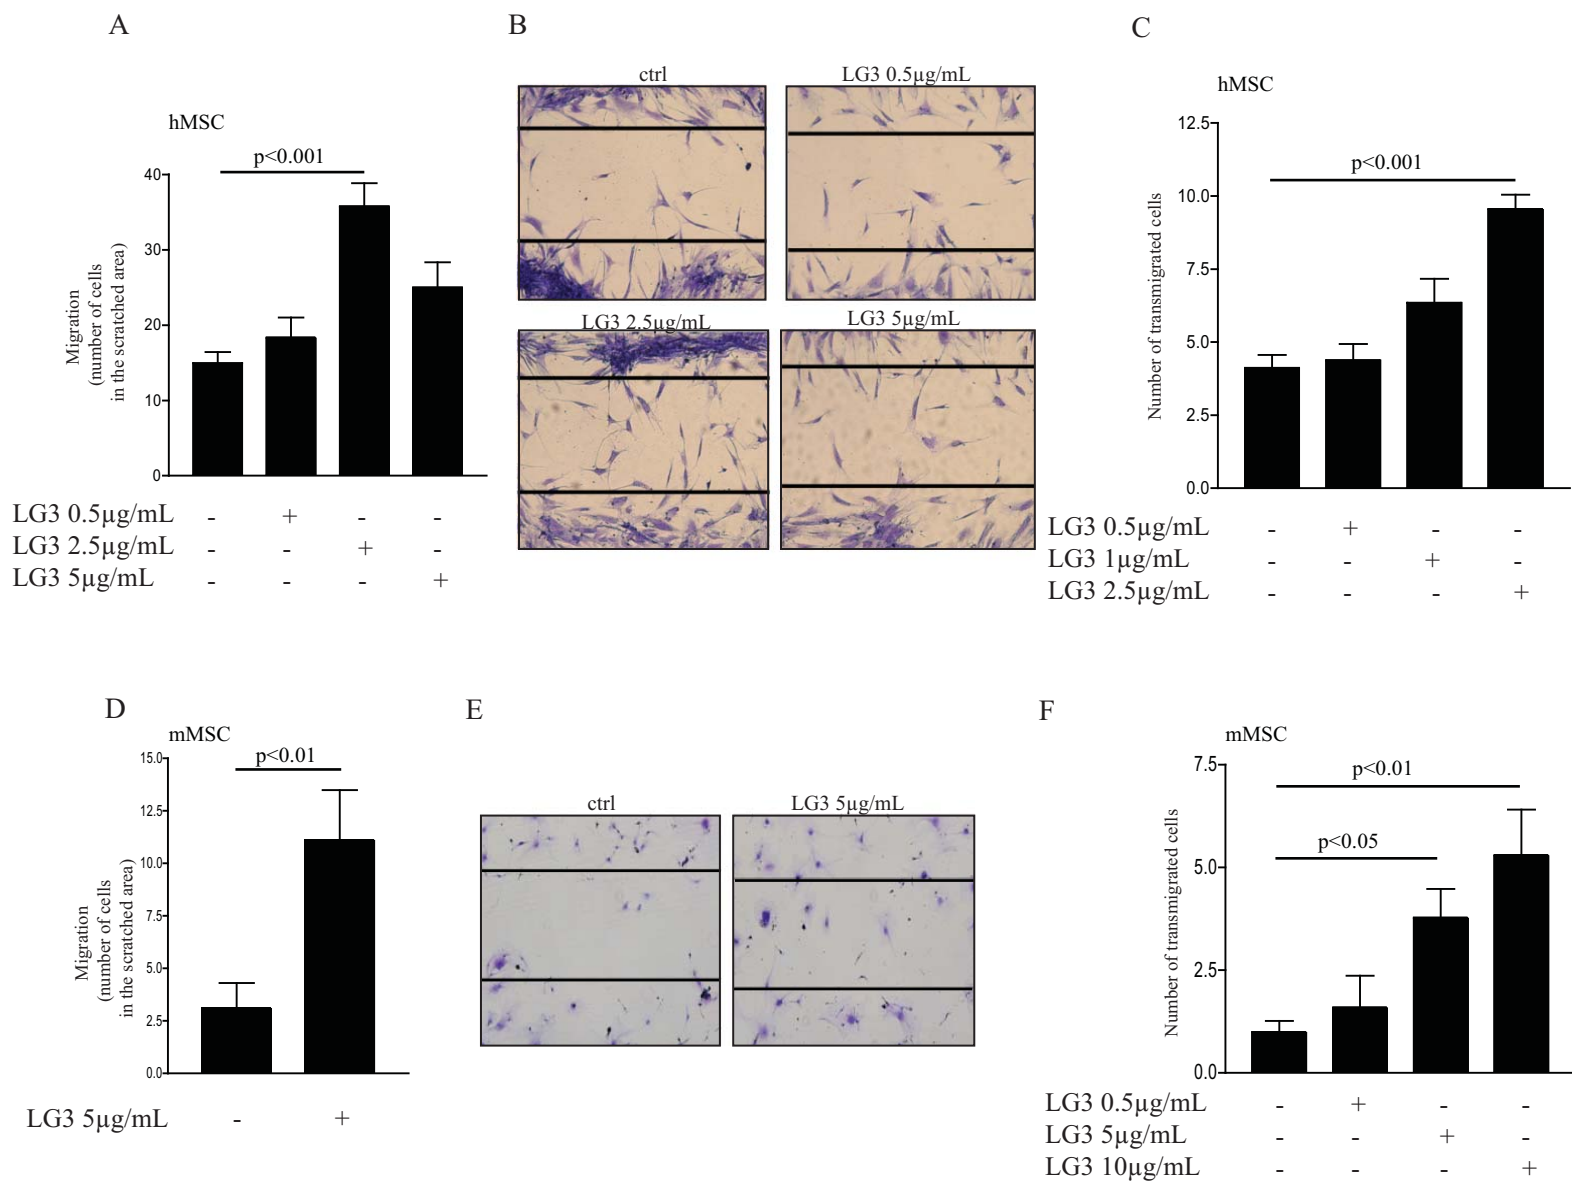 A
hMSC
p<0.001
Migration
(number of cells
in the scratched area)
40
30
20
10
0
LG3 0.5µg/mL - + - -
LG3 2.5µg/mL - - + -
LG3 5µg/mL - - - +
B
ctrl
LG3 0.5µg/mL
LG3 2.5µg/mL
LG3 5µg/mL
C
hMSC
p<0.001
Number of transmigrated cells
12.5
10.0
7.5
5.0
2.5
0.0
LG3 0.5µg/mL - + - -
LG3 1µg/mL - - + -
LG3 2.5µg/mL - - - +
D
mMSC
p<0.01
Migration
(number of cells
in the scratched area)
15.0
12.5
10.0
7.5
5.0
2.5
0.0
LG3 5µg/mL - +
E
ctrl
LG3 5µg/mL
F
mMSC
p<0.01
p<0.05
Number of transmigrated cells
7.5
5.0
2.5
0.0
LG3 0.5µg/mL - + - -
LG3 5µg/mL - - + -
LG3 10µg/mL - - - +